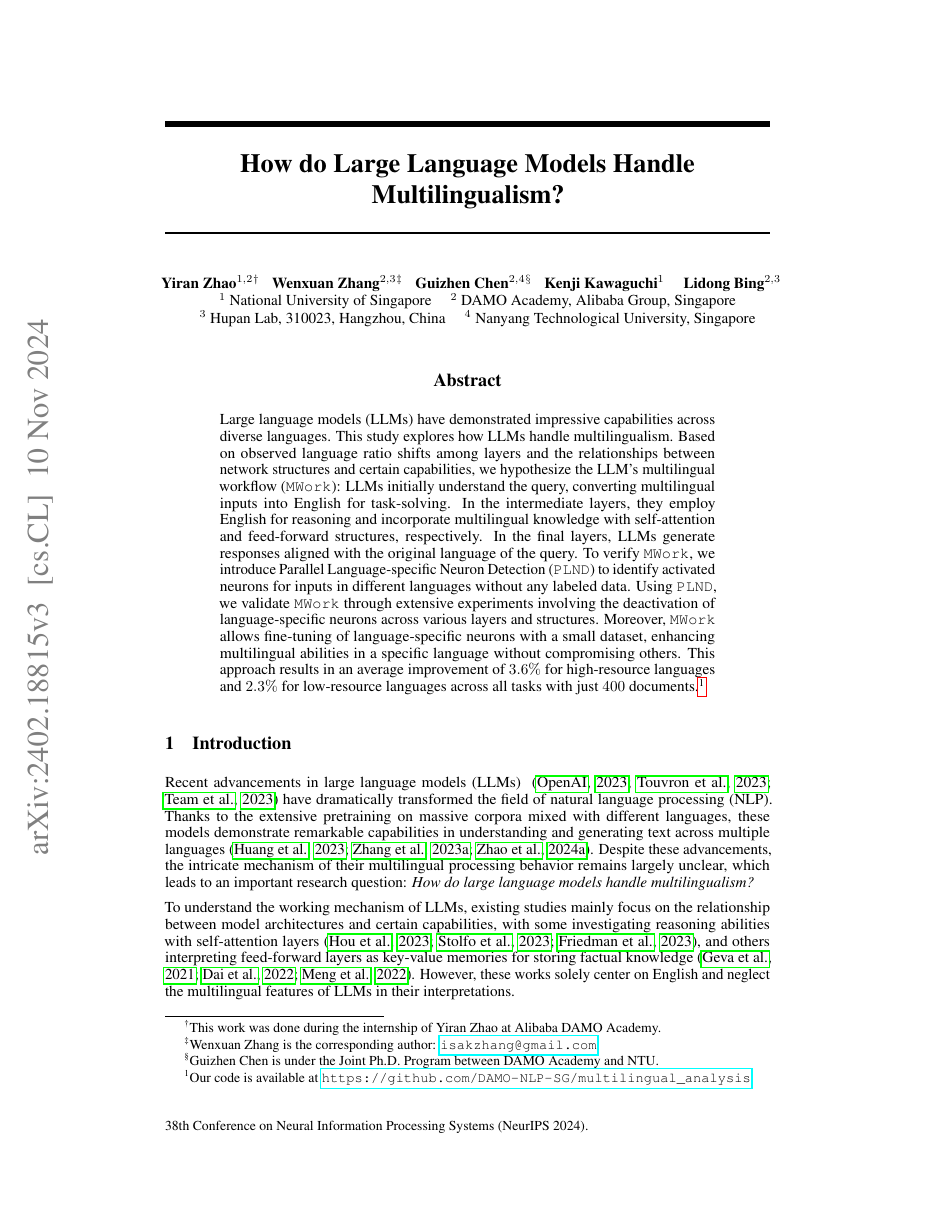 arXiv:2402.18815v3 [cs.CL] 10 Nov 2024
How do Large Language Models Handle
Multilingualism?
Yiran Zhao1,2† Wenxuan Zhang2,3‡ Guizhen Chen2,4§ Kenji Kawaguchi1 Lidong Bing2,3
1 National University of Singapore 2 DAMO Academy, Alibaba Group, Singapore
3 Hupan Lab, 310023, Hangzhou, China 4 Nanyang Technological University, Singapore
Abstract
Large language models (LLMs) have demonstrated impressive capabilities across
diverse languages. This study explores how LLMs handle multilingualism. Based
on observed language ratio shifts among layers and the relationships between
network structures and certain capabilities, we hypothesize the LLM's multilingual
workflow (MWork): LLMs initially understand the query, converting multilingual
inputs into English for task-solving. In the intermediate layers, they employ
English for reasoning and incorporate multilingual knowledge with self-attention
and feed-forward structures, respectively. In the final layers, LLMs generate
responses aligned with the original language of the query. To verify MWork, we
introduce Parallel Language-specific Neuron Detection (PLND) to identify activated
neurons for inputs in different languages without any labeled data. Using PLND,
we validate MWork through extensive experiments involving the deactivation of
language-specific neurons across various layers and structures. Moreover, MWork
allows fine-tuning of language-specific neurons with a small dataset, enhancing
multilingual abilities in a specific language without compromising others. This
approach results in an average improvement of 3.6% for high-resource languages
and 2.3% for low-resource languages across all tasks with just 400 documents.1
1 Introduction
Recent advancements in large language models (LLMs) (OpenAI, 2023; Touvron et al., 2023;
Team et al., 2023) have dramatically transformed the field of natural language processing (NLP).
Thanks to the extensive pretraining on massive corpora mixed with different languages, these
models demonstrate remarkable capabilities in understanding and generating text across multiple
languages (Huang et al., 2023; Zhang et al., 2023a; Zhao et al., 2024a). Despite these advancements,
the intricate mechanism of their multilingual processing behavior remains largely unclear, which
leads to an important research question: How do large language models handle multilingualism?
To understand the working mechanism of LLMs, existing studies mainly focus on the relationship
between model architectures and certain capabilities, with some investigating reasoning abilities
with self-attention layers (Hou et al., 2023; Stolfo et al., 2023; Friedman et al., 2023), and others
interpreting feed-forward layers as key-value memories for storing factual knowledge (Geva et al.,
2021; Dai et al., 2022; Meng et al., 2022). However, these works solely center on English and neglect
the multilingual features of LLMs in their interpretations.
†This work was done during the internship of Yiran Zhao at Alibaba DAMO Academy.
‡Wenxuan Zhang is the corresponding author: isakzhang@gmail.com
§Guizhen Chen is under the Joint Ph.D. Program between DAMO Academy and NTU.
1Our code is available at https://github.com/DAMO-NLP-SG/multilingual_analysis
38th Conference on Neural Information Processing Systems (NeurIPS 2024).